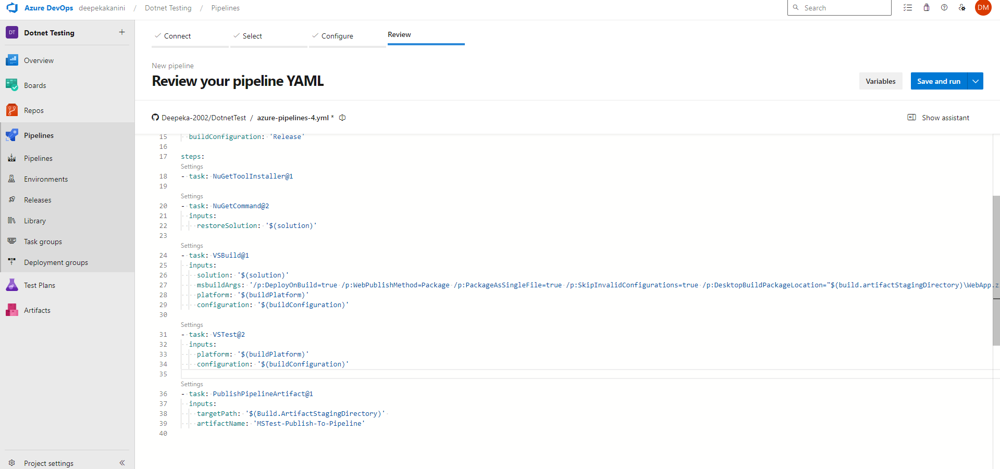 Azure DevOps deepekakanini / Dotnet Testing / Pipelines
Search
DM
DT Dotnet Testing +
Overview
Boards
Repos
Pipelines
Pipelines
Environments
Releases
Library
Task groups
Deployment groups
Test Plans
Artifacts
Project settings
Connect Select Configure Review
New pipeline
Review your pipeline YAML
Variables Save and run
Deepeka-2002/DotnetTest / azure-pipelines-4.yml *
Show assistant
15 buildConfiguration: 'Release'
16
17 steps:
Settings
18 - task: NuGetToolInstaller@1
19
Settings
20 - task: NuGetCommand@2
21 inputs:
22 restoreSolution: '$(solution)'
23
Settings
24 - task: VSBuild@1
25 inputs:
26 solution: '$(solution)'
27 msbuildArgs: '/p:DeployOnBuild=true /p:WebPublishMethod=Package /p:PackageAsSingleFile=true /p:SkipInvalidConfigurations=true /p:DesktopBuildPackageLocation="$(build.artifactStagingDirectory)\WebApp.z
28 platform: '$(buildPlatform)'
29 configuration: '$(buildConfiguration)'
30
Settings
31 - task: VSTest@2
32 inputs:
33 platform: '$(buildPlatform)'
34 configuration: '$(buildConfiguration)'
35
Settings
36 - task: PublishPipelineArtifact@1
37 inputs:
38 targetPath: '$(Build.ArtifactStagingDirectory)'
39 artifactName: 'MSTest-Publish-To-Pipeline'
40